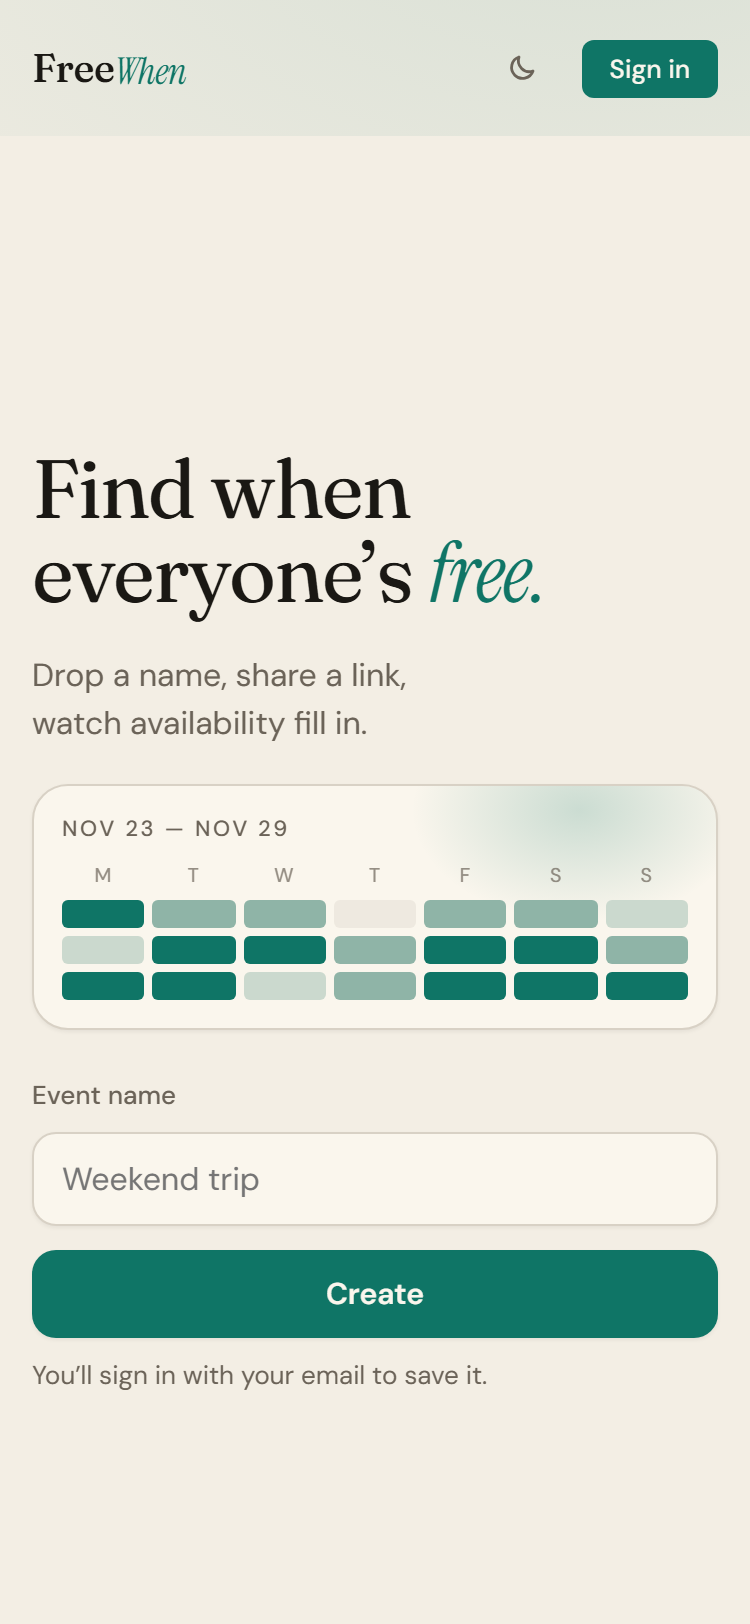 FreeWhen
Sign in
Find when
everyone’s free.
Drop a name, share a link,
watch availability fill in.
NOV 23 — NOV 29
M T W T F S S
Event name
Weekend trip
Create
You’ll sign in with your email to save it.